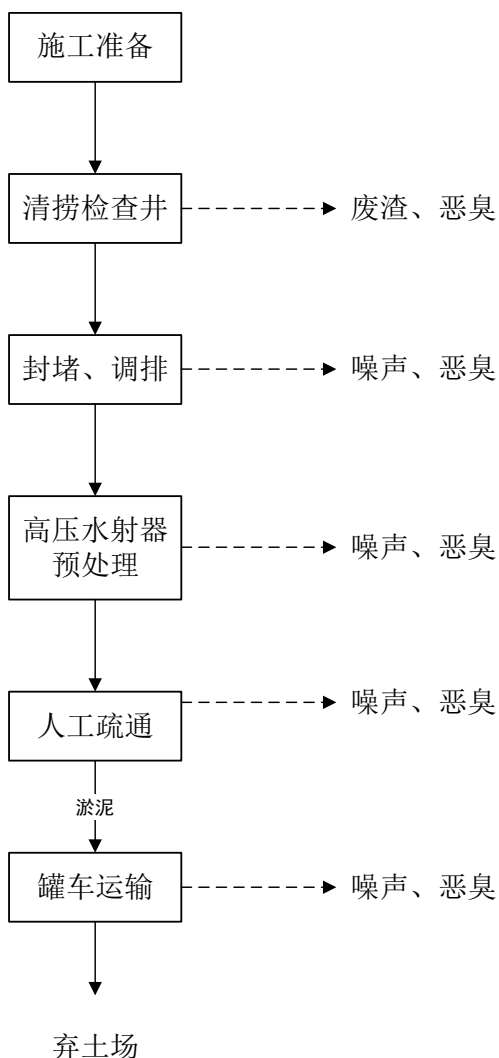 施工准备
清捞检查井
废渣、恶臭
封堵、调排
噪声、恶臭
高压水射器
预处理
噪声、恶臭
人工疏通
噪声、恶臭
淤泥
罐车运输
噪声、恶臭
弃土场